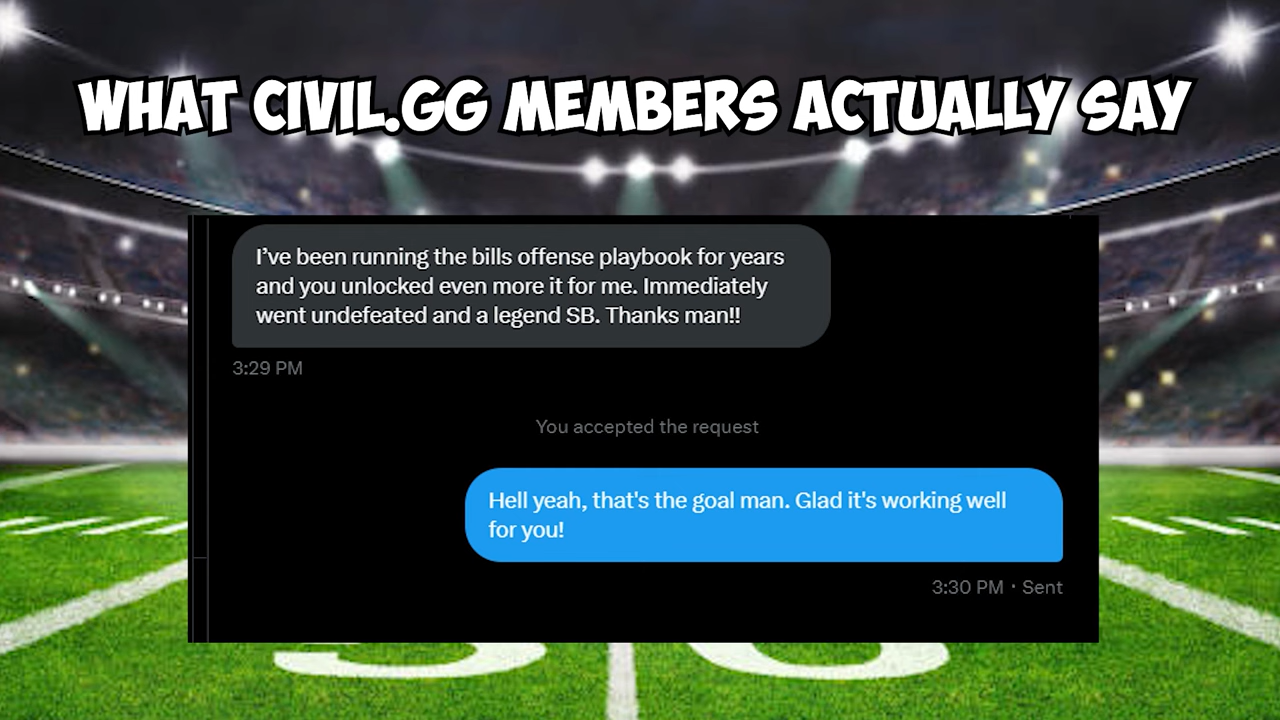 WHAT CIVIL.GG MEMBERS ACTUALLY SAY
I’ve been running the bills offense playbook for years
and you unlocked even more it for me. Immediately
went undefeated and a legend SB. Thanks man!!
3:29 PM
You accepted the request
Hell yeah, that's the goal man. Glad it's working well
for you!
3:30 PM · Sent